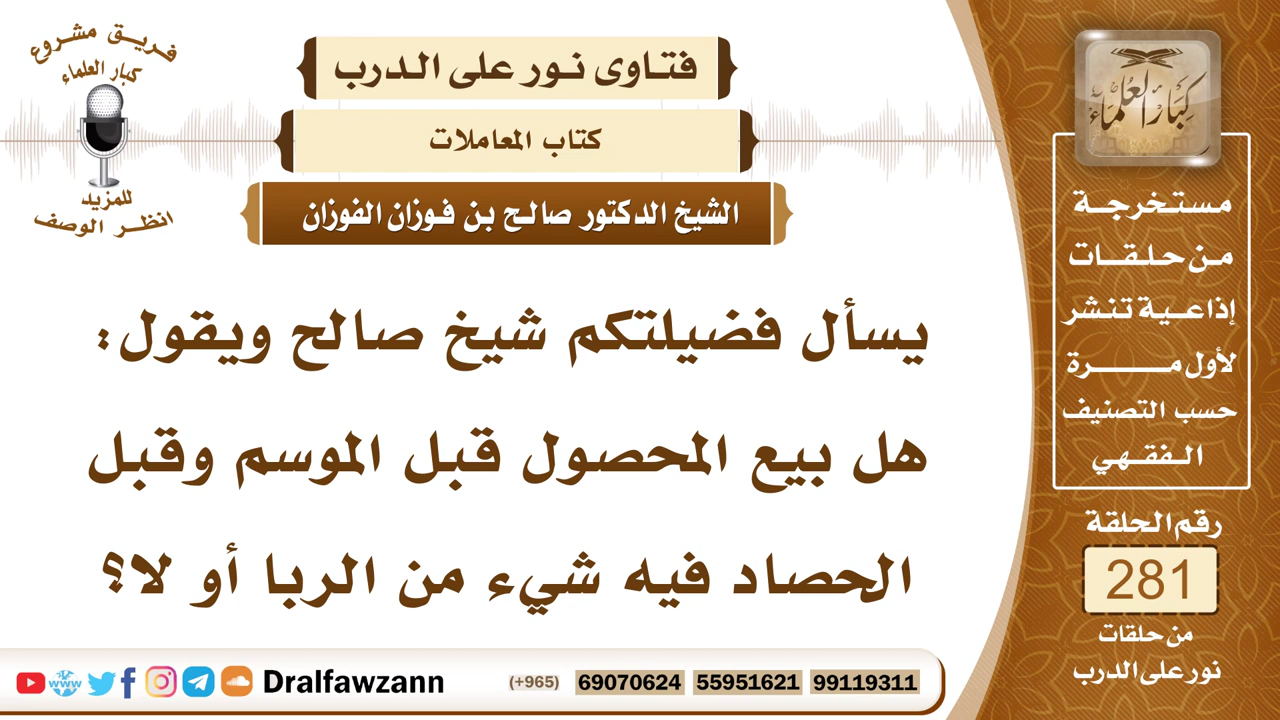 فريق مشروع
كبار العلماء
للمزيد
انظر الوصف
فتاوى نور على الدرب
كتاب المعاملات
الشيخ الدكتور صالح بن فوزان الفوزان
يسأل فضيلتكم شيخ صالح ويقول:
هل بيع المحصول قبل الموسم وقبل
الحصاد فيه شيء من الربا أو لا؟
كبار العلماء
مستخرجة
من حلقات
إذاعية تنشر
لأول مرة
حسب التصنيف
الفقهي
رقم الحلقة
281
من حلقات
نور على الدرب
www Dralfawzann (+965) 69070624 55951621 99119311